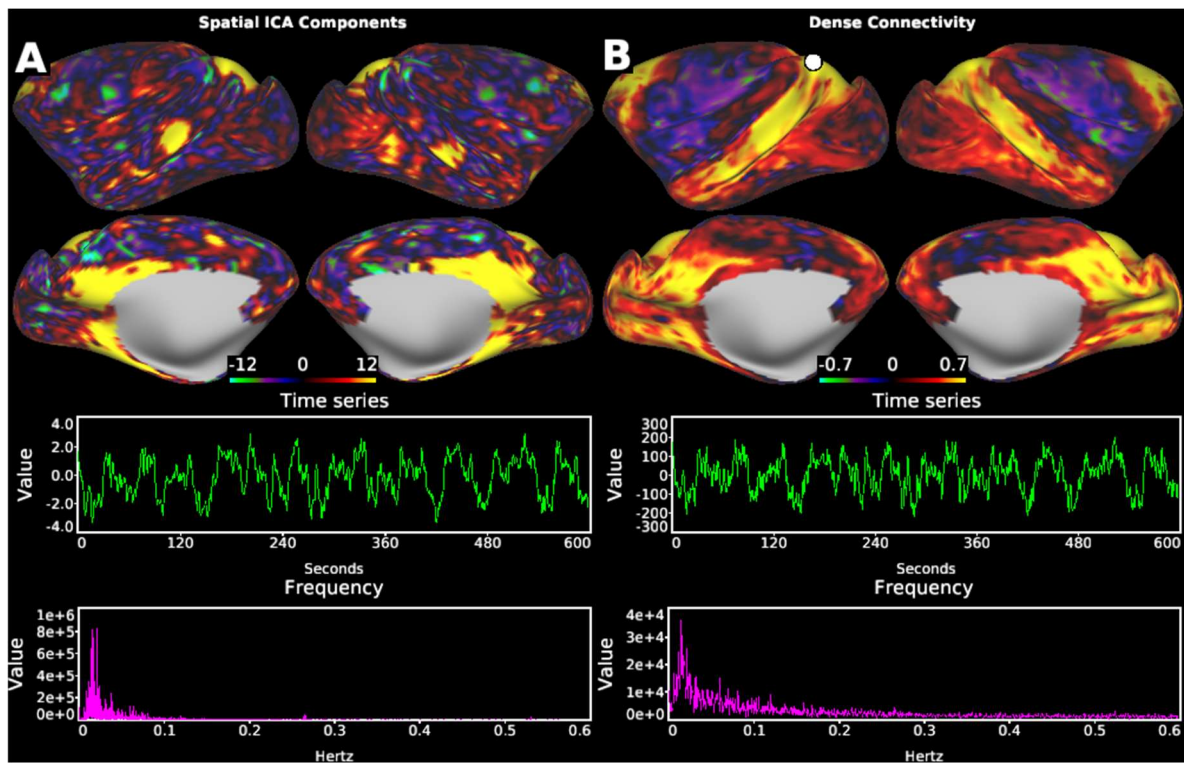 Spatial ICA Components
Dense Connectivity
A
B
-12 0 12
-0.7 0 0.7
Time series
Time series
Value
4.0
2.0
0.0
-2.0
-4.0
0 120 240 360 480 600
Seconds
Value
300
200
100
0
-100
-200
-300
0 120 240 360 480 600
Seconds
Frequency
Frequency
Value
1e+6
8e+5
6e+5
4e+5
2e+5
0e+0
0 0.1 0.2 0.3 0.4 0.5 0.6
Hertz
Value
4e+4
3e+4
2e+4
1e+4
0e+0
0 0.1 0.2 0.3 0.4 0.5 0.6
Hertz